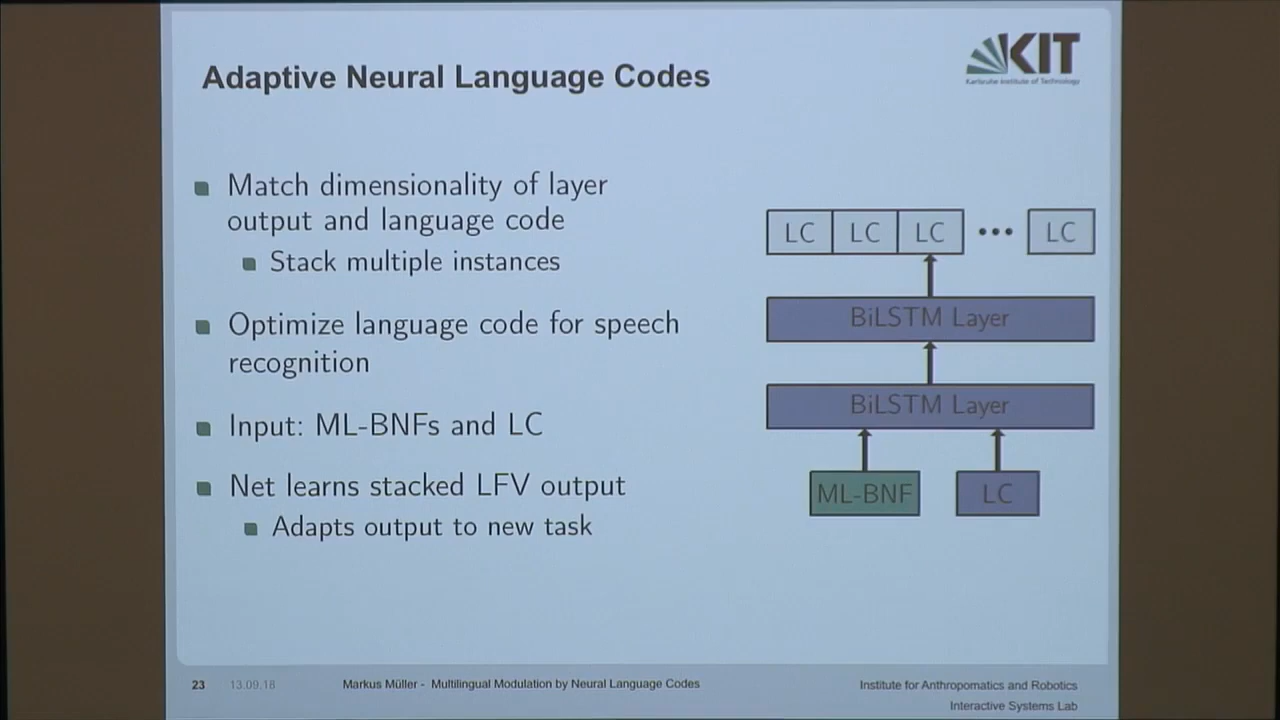 Adaptive Neural Language Codes
KIT
Karlsruhe Institute of Technology
Match dimensionality of layer
output and language code
Stack multiple instances
Optimize language code for speech
recognition
Input: ML-BNFs and LC
Net learns stacked LFV output
Adapts output to new task
LC LC LC ••• LC
BiLSTM Layer
BiLSTM Layer
ML-BNF LC
23 13.09.18 Markus Müller - Multilingual Modulation by Neural Language Codes
Institute for Anthropomatics and Robotics
Interactive Systems Lab